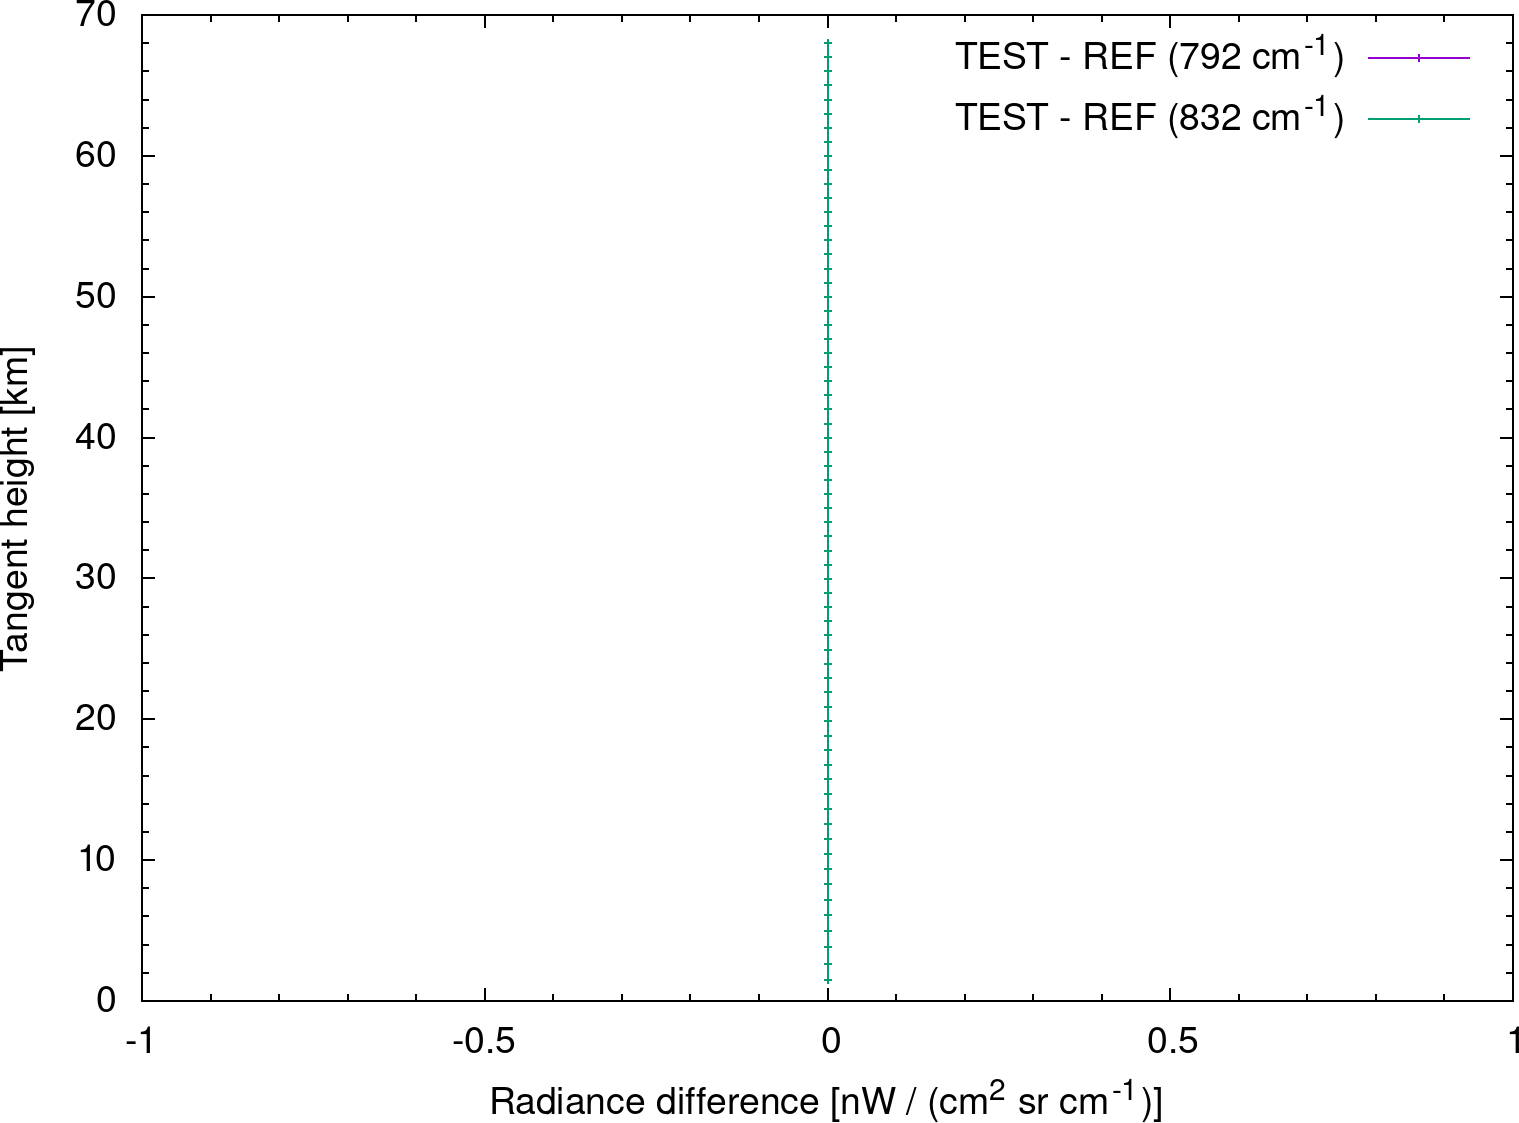 70
60
50
40
30
20
10
0
Tangent height [km]
TEST - REF (792 cm⁻¹)
TEST - REF (832 cm⁻¹)
-1 -0.5 0 0.5 1
Radiance difference [nW / (cm² sr cm⁻¹)]